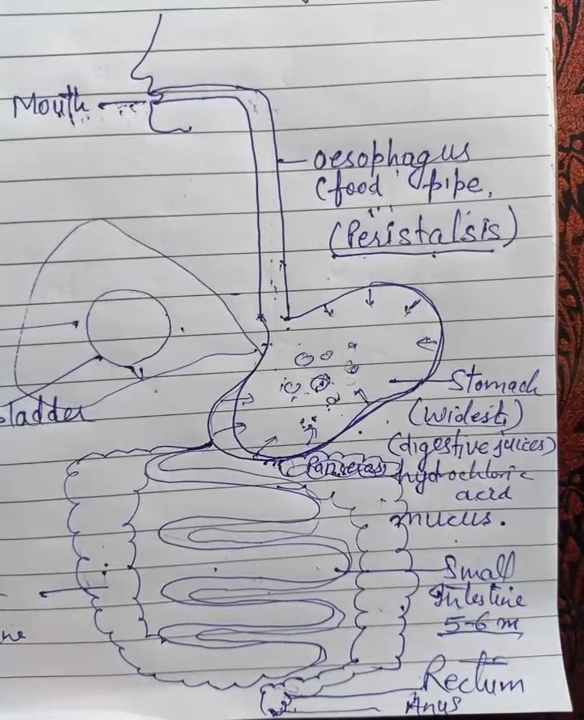 Mouth
oesophagus
(food pipe,
(Peristalsis)
ladder
Stomach
(widest)
(digestive juices)
Pancreas
hydrochloric
acid
mucus.
Small
Intestine
5-6 m
ne
Rectum
Anus